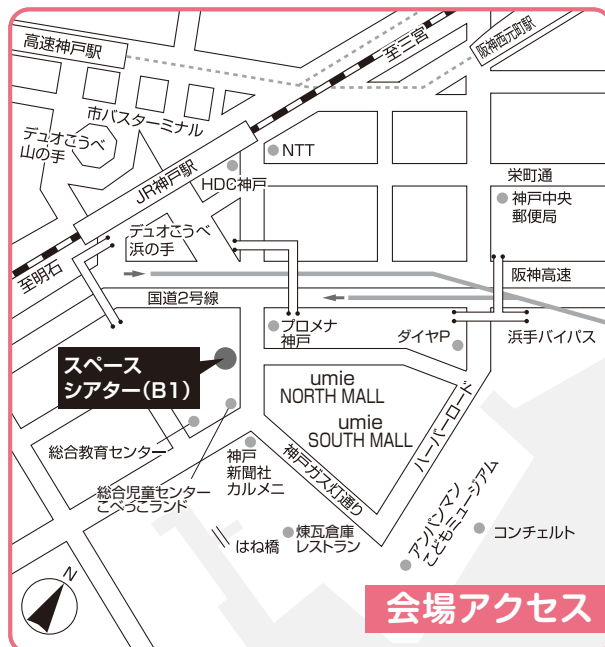 高速神戸駅
至三宮
阪神西元町駅
市バスターミナル
デュオこうべ
山の手
JR神戸駅
NTT
HDC神戸
栄町通
神戸中央
郵便局
デュオこうべ
浜の手
至明石
阪神高速
国道2号線
プロメナ
神戸
ダイヤP
浜手バイパス
スペース
シアター(B1)
umie
NORTH MALL
umie
SOUTH MALL
ハーバーロード
総合教育センター
神戸
新聞社
カルメニ
神戸ガス灯通り
総合児童センター
こべっこランド
はね橋
煉瓦倉庫
レストラン
アンパンマン
こどもミュージアム
コンチェルト
N
会場アクセス